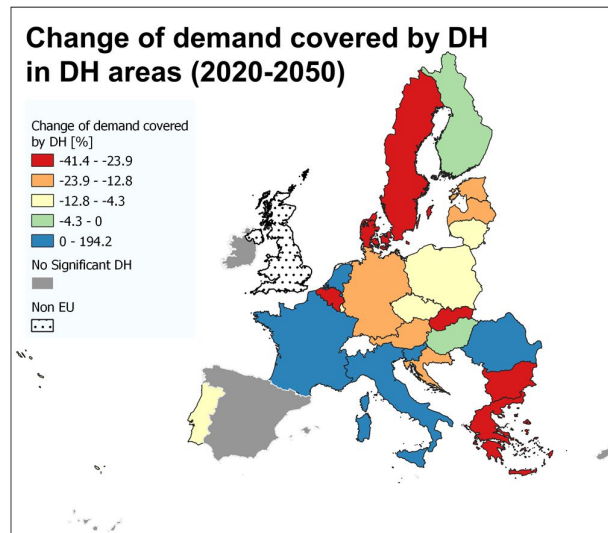 Change of demand covered by DH
in DH areas (2020-2050)
Change of demand covered
by DH [%]
-41.4 - -23.9
-23.9 - -12.8
-12.8 - -4.3
-4.3 - 0
0 - 194.2
No Significant DH
Non EU